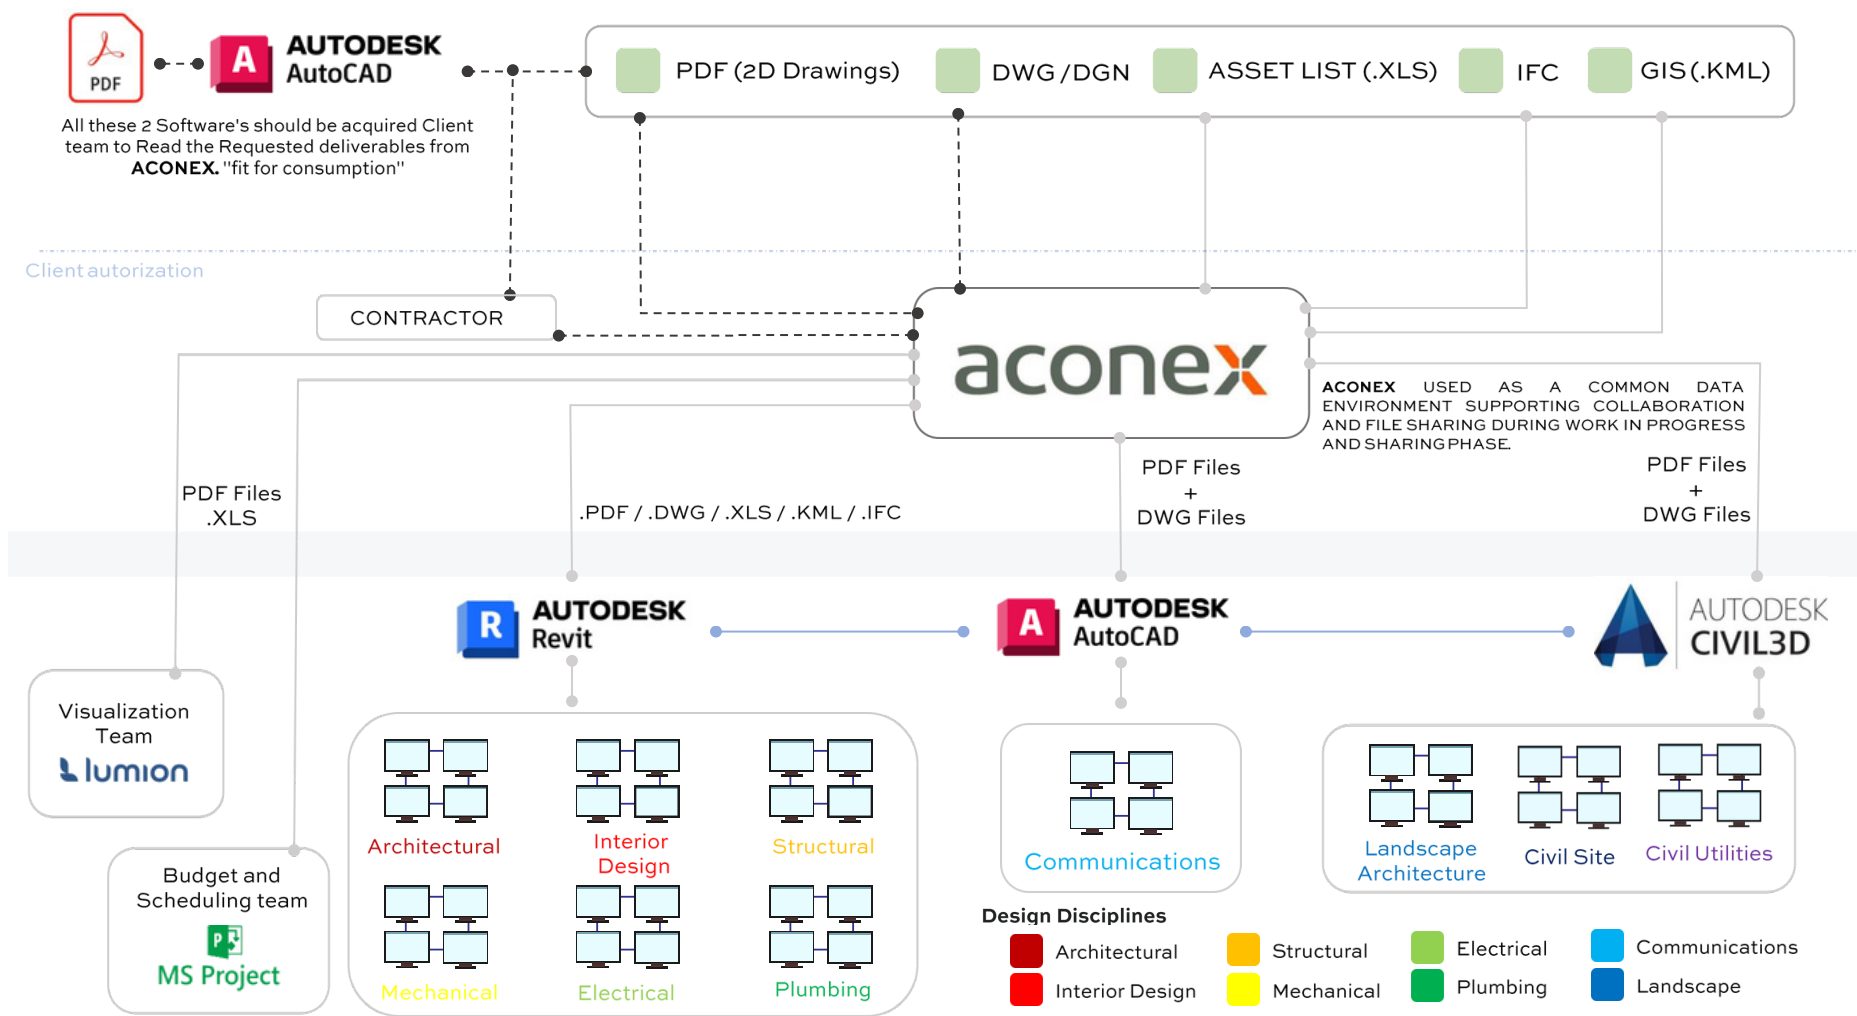 PDF
A
AUTODESK
AutoCAD
PDF (2D Drawings)
DWG/DGN
ASSET LIST (.XLS)
IFC
GIS(.KML)
All these 2 Software's should be acquired Client
team to Read the Requested deliverables from
ACONEX. "fit for consumption"
Client autorization
CONTRACTOR
aconex
ACONEX USED AS A COMMON DATA
ENVIRONMENT SUPPORTING COLLABORATION
AND FILE SHARING DURING WORK IN PROGRESS
AND SHARING PHASE.
PDF Files
.XLS
.PDF / .DWG / .XLS / .KML / .IFC
PDF Files
+
DWG Files
PDF Files
+
DWG Files
R
AUTODESK
Revit
A
AUTODESK
AutoCAD
AUTODESK
CIVIL3D
Visualization
Team
lumion
Budget and
Scheduling team
P
MS Project
Architectural
Interior
Design
Structural
Mechanical
Electrical
Plumbing
Communications
Landscape
Architecture
Civil Site
Civil Utilities
Design Disciplines
Architectural
Structural
Electrical
Communications
Interior Design
Mechanical
Plumbing
Landscape